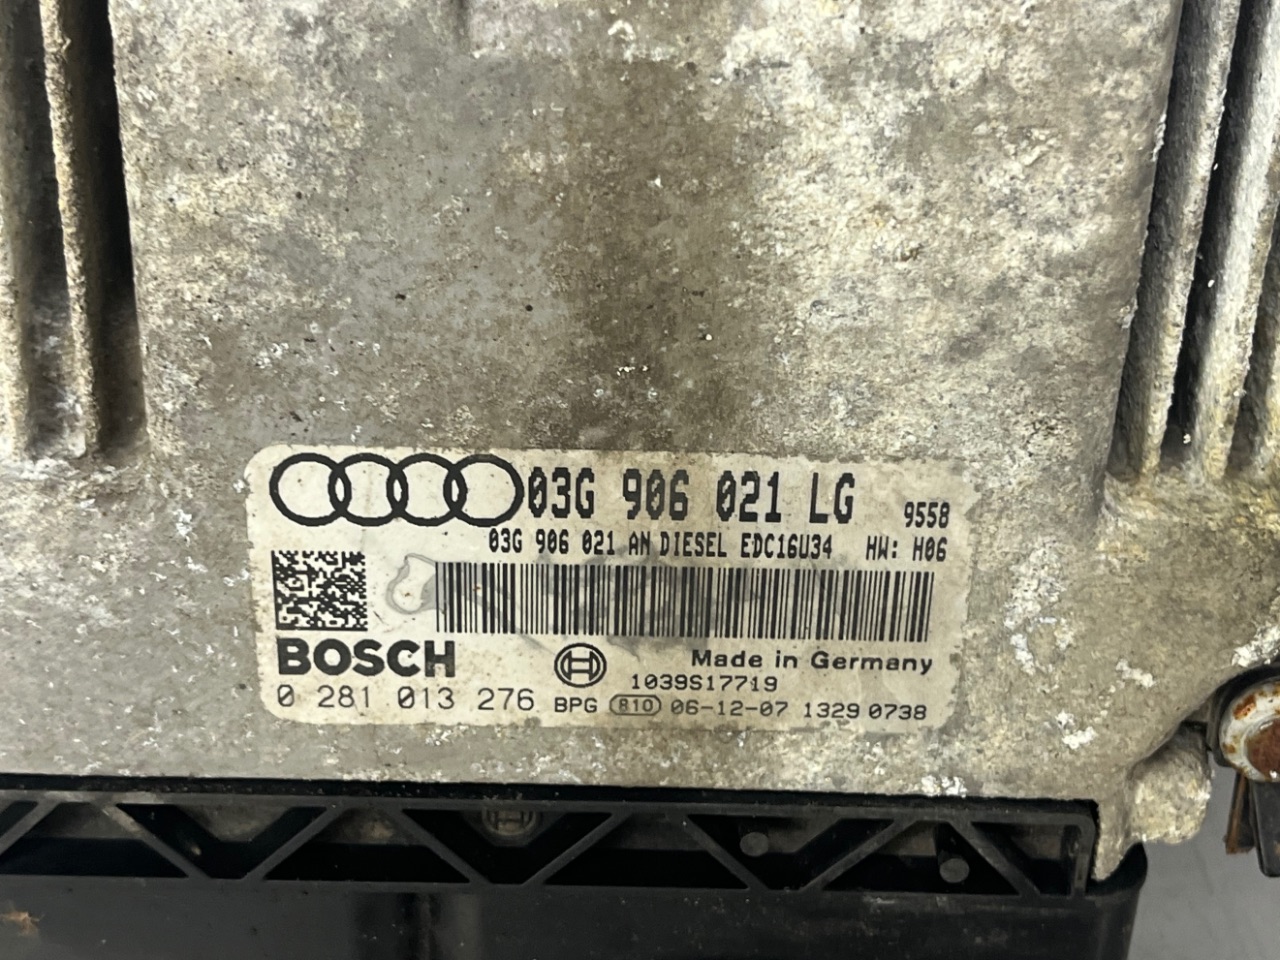 03G 906 021 LG 9558
03G 906 021 AN DIESEL EDC16U34 HW: H06
BOSCH Made in Germany
1039S17719
0 281 013 276 BPG 810 06-12-07 1329 0738